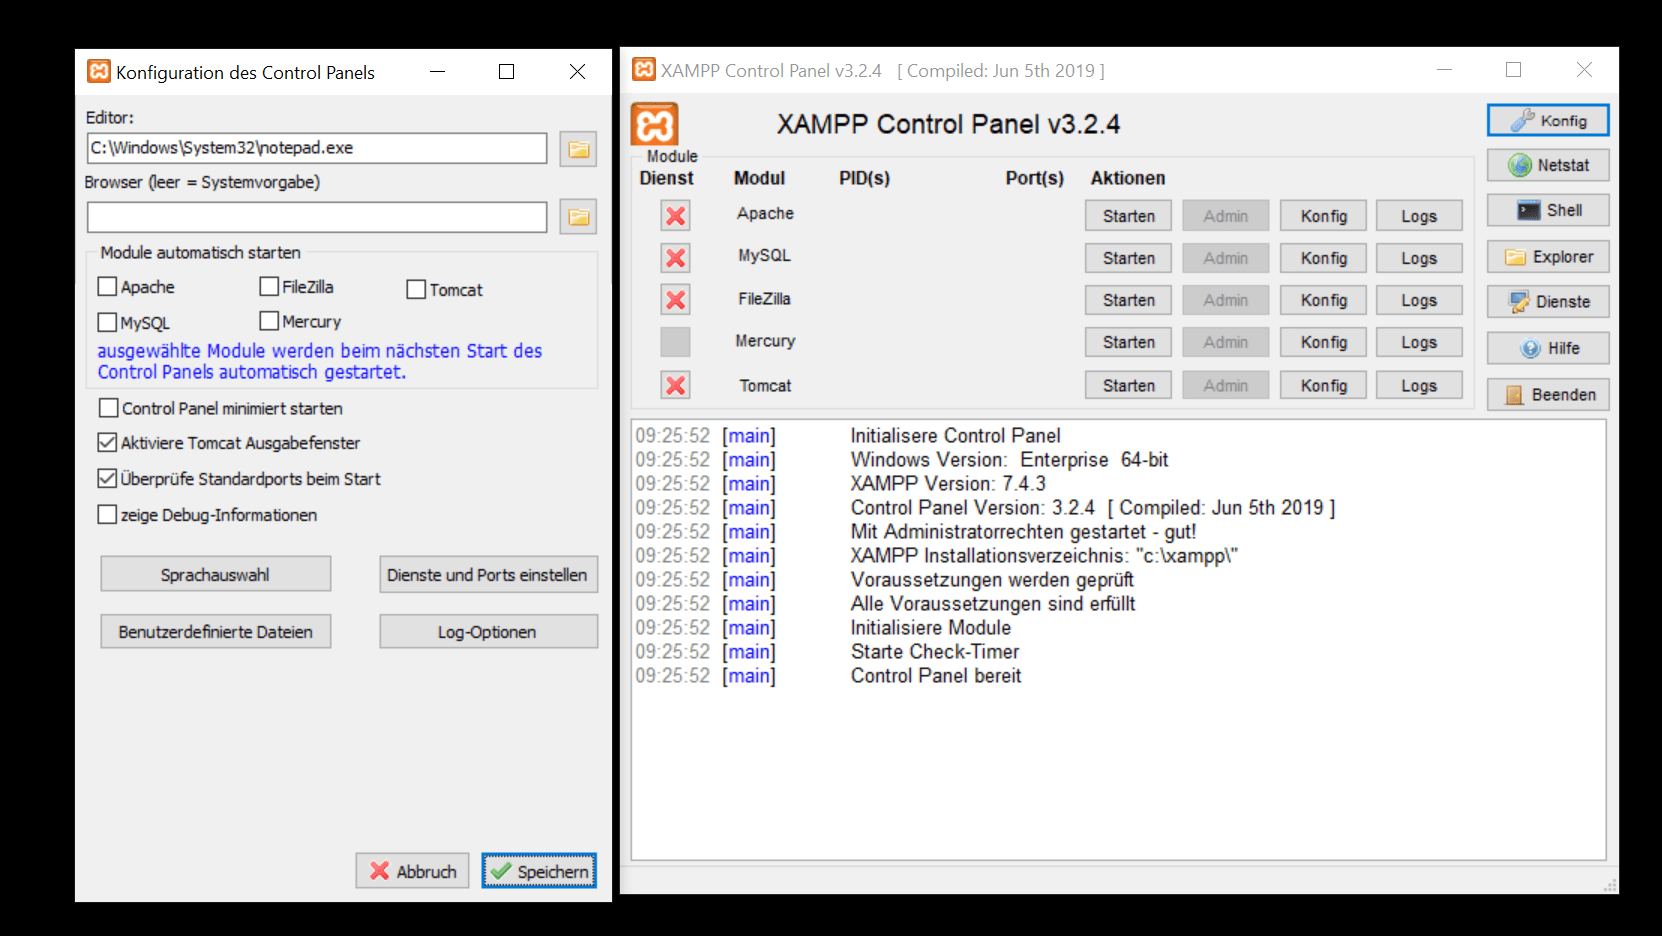 Konfiguration des Control Panels
Editor:
C:\Windows\System32\notepad.exe
Browser (leer = Systemvorgabe)
Module automatisch starten
Apache FileZilla Tomcat
MySQL Mercury
ausgewählte Module werden beim nächsten Start des
Control Panels automatisch gestartet.
Control Panel minimiert starten
Aktiviere Tomcat Ausgabefenster
Überprüfe Standardports beim Start
zeige Debug-Informationen
Sprachauswahl Dienste und Ports einstellen
Benutzerdefinierte Dateien Log-Optionen
Abbruch Speichern
XAMPP Control Panel v3.2.4 [ Compiled: Jun 5th 2019 ]
XAMPP Control Panel v3.2.4
Module
Dienst Modul PID(s) Port(s) Aktionen
Apache Starten Admin Konfig Logs
MySQL Starten Admin Konfig Logs
FileZilla Starten Admin Konfig Logs
Mercury Starten Admin Konfig Logs
Tomcat Starten Admin Konfig Logs
Konfig
Netstat
Shell
Explorer
Dienste
Hilfe
Beenden
09:25:52 [main] Initialisere Control Panel
09:25:52 [main] Windows Version: Enterprise 64-bit
09:25:52 [main] XAMPP Version: 7.4.3
09:25:52 [main] Control Panel Version: 3.2.4 [ Compiled: Jun 5th 2019 ]
09:25:52 [main] Mit Administratorrechten gestartet - gut!
09:25:52 [main] XAMPP Installationsverzeichnis: "c:\xampp\"
09:25:52 [main] Voraussetzungen werden geprüft
09:25:52 [main] Alle Voraussetzungen sind erfüllt
09:25:52 [main] Initialisiere Module
09:25:52 [main] Starte Check-Timer
09:25:52 [main] Control Panel bereit